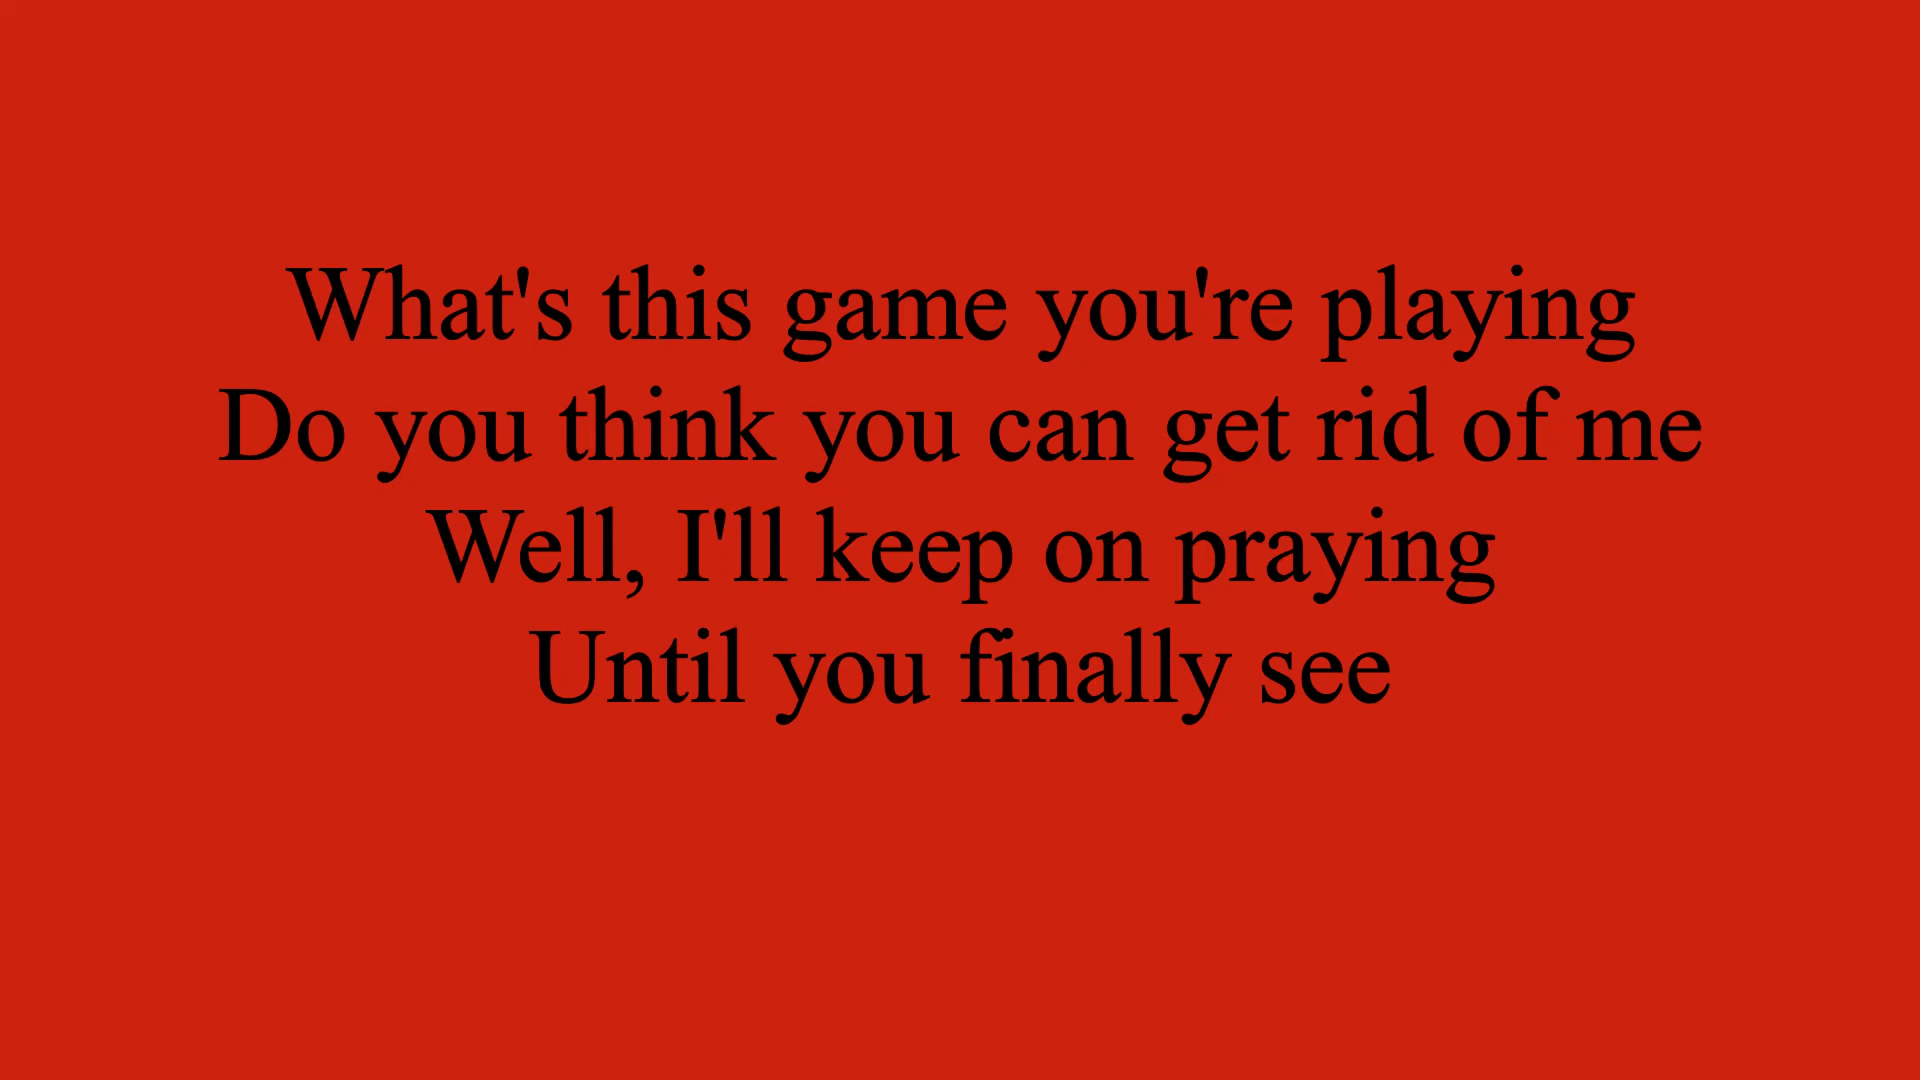 What's this game you're playing
Do you think you can get rid of me
Well, I'll keep on praying
Until you finally see